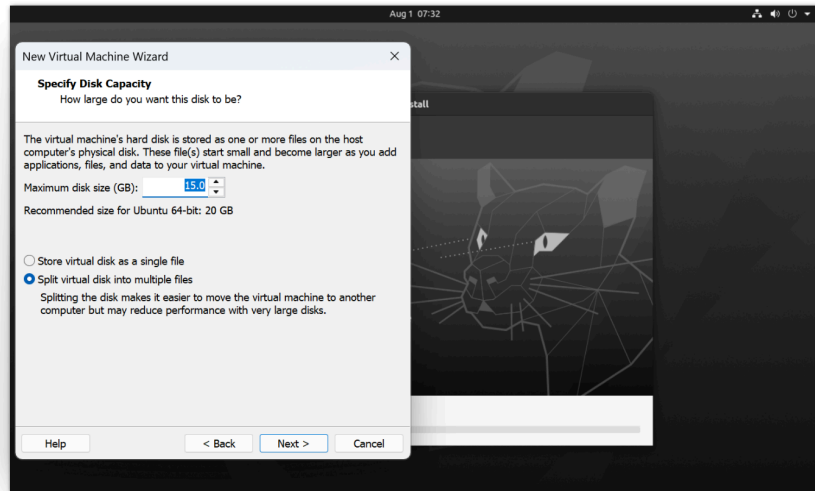 Aug 1 07:32
New Virtual Machine Wizard
Specify Disk Capacity
How large do you want this disk to be?
stall
The virtual machine's hard disk is stored as one or more files on the host
computer's physical disk. These file(s) start small and become larger as you add
applications, files, and data to your virtual machine.
Maximum disk size (GB): 15.0
Recommended size for Ubuntu 64-bit: 20 GB
Store virtual disk as a single file
Split virtual disk into multiple files
Splitting the disk makes it easier to move the virtual machine to another
computer but may reduce performance with very large disks.
Help < Back Next > Cancel